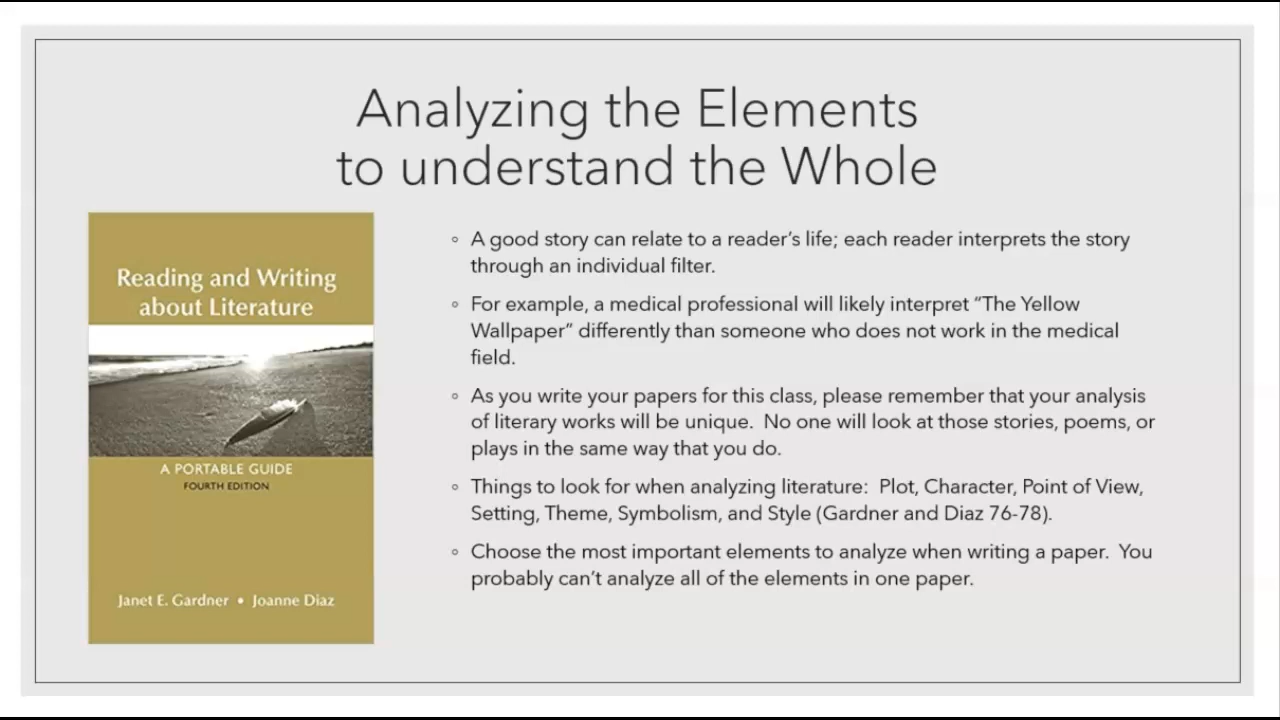 Analyzing the Elements
to understand the Whole
Reading and Writing
about Literature
A PORTABLE GUIDE
FOURTH EDITION
Janet E. Gardner • Joanne Diaz
◦ A good story can relate to a reader’s life; each reader interprets the story
through an individual filter.
◦ For example, a medical professional will likely interpret “The Yellow
Wallpaper” differently than someone who does not work in the medical
field.
◦ As you write your papers for this class, please remember that your analysis
of literary works will be unique.  No one will look at those stories, poems, or
plays in the same way that you do.
◦ Things to look for when analyzing literature:  Plot, Character, Point of View,
Setting, Theme, Symbolism, and Style (Gardner and Diaz 76-78).
◦ Choose the most important elements to analyze when writing a paper.  You
probably can’t analyze all of the elements in one paper.